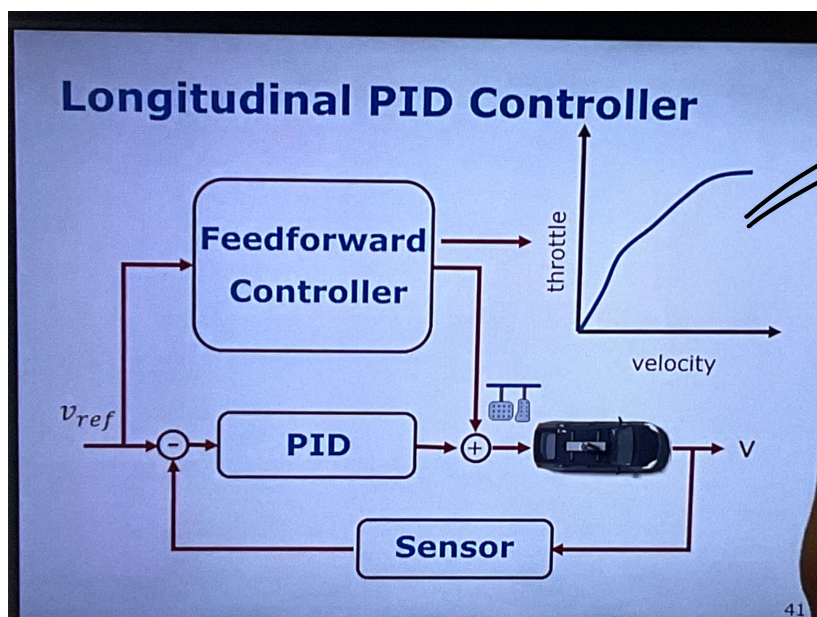 Longitudinal PID Controller
Feedforward
Controller
throttle
velocity
v_ref
-
PID
+
V
Sensor
41